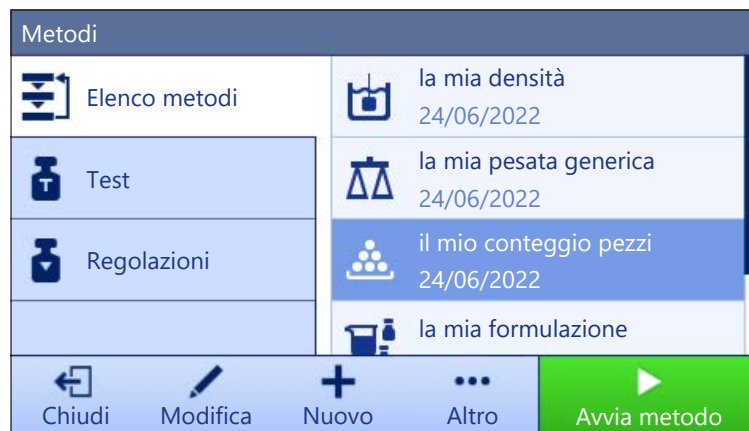 Metodi
Elenco metodi
Test
Regolazioni
la mia densità
24/06/2022
la mia pesata generica
24/06/2022
il mio conteggio pezzi
24/06/2022
la mia formulazione
Chiudi
Modifica
Nuovo
Altro
Avvia metodo